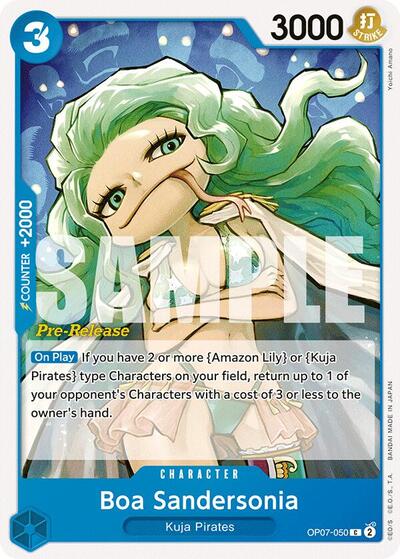 3
3000
打
STRIKE
Yoichi Amano
COUNTER +2000
SAMPLE
Pre-Release
On Play If you have 2 or more {Amazon Lily} or {Kuja
Pirates} type Characters on your field, return up to 1 of
your opponent's Characters with a cost of 3 or less to the
owner's hand.
CHARACTER
Boa Sandersonia
Kuja Pirates
OP07-050 C 2
©E.O/S ©E.O./S., T.A. BANDAI MADE IN JAPAN